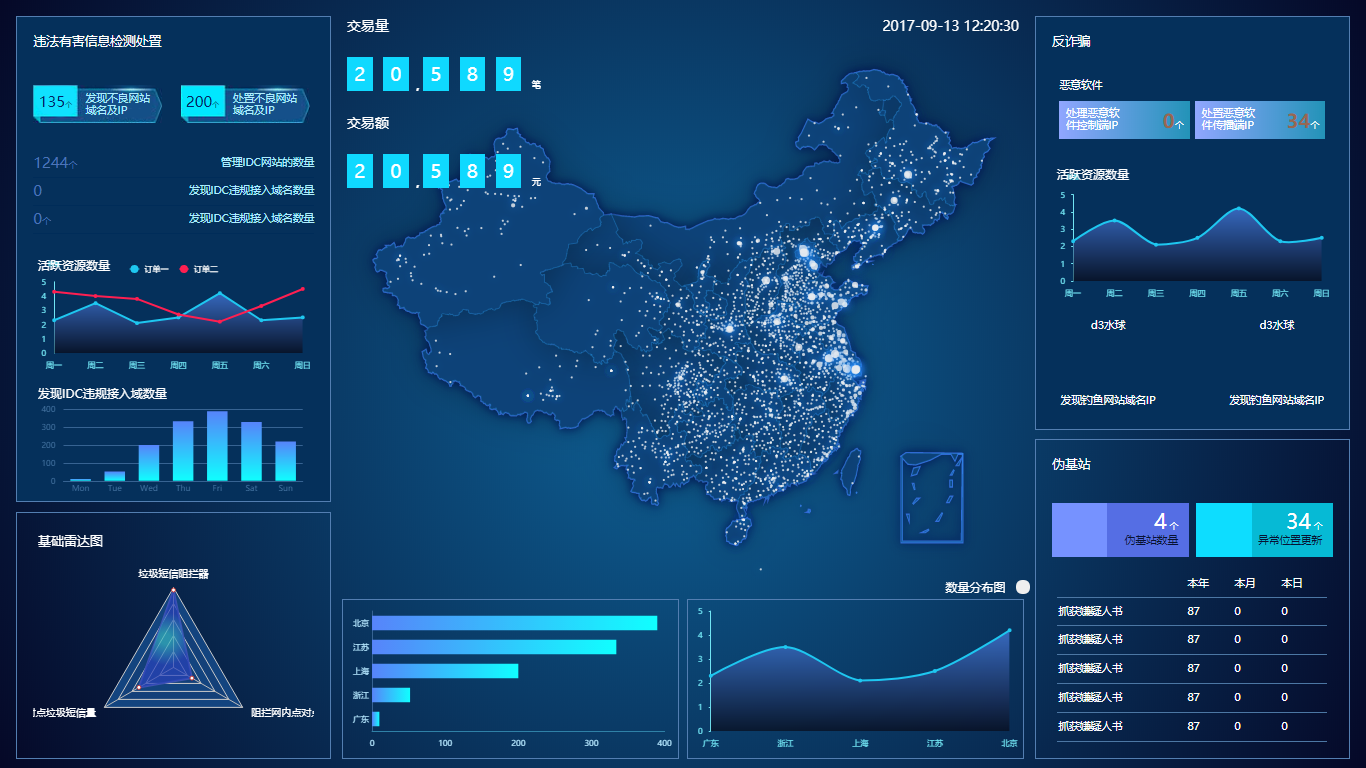 违法有害信息检测处置
135个
发现不良网站
域名及IP
200个
处置不良网站
域名及IP
1244个
管理IDC网站的数量
0
发现IDC违规接入域名数量
0个
发现IDC违规接入域名数量
活跃资源数量
订单一
订单二
5
4
3
2
1
0
周一
周二
周三
周四
周五
周六
周日
发现IDC违规接入域数量
400
300
200
100
0
Mon
Tue
Wed
Thu
Fri
Sat
Sun
基础雷达图
垃圾短信阻拦器
点垃圾短信量
阻拦网内点对
交易量
20,589
笔
交易额
20,589
元
2017-09-13 12:20:30
数量分布图
北京
江苏
上海
浙江
广东
0
100
200
300
400
5
4
3
2
1
0
广东
浙江
上海
江苏
北京
反诈骗
恶意软件
处理恶意软
件控制端IP
0个
处置恶意软
件传播端IP
34个
活跃资源数量
5
4
3
2
1
0
周一
周二
周三
周四
周五
周六
周日
d3水球
d3水球
发现钓鱼网站域名IP
发现钓鱼网站域名IP
伪基站
4个
伪基站数量
34个
异常位置更新
本年 本月 本日
抓获嫌疑人书 87 0 0
抓获嫌疑人书 87 0 0
抓获嫌疑人书 87 0 0
抓获嫌疑人书 87 0 0
抓获嫌疑人书 87 0 0